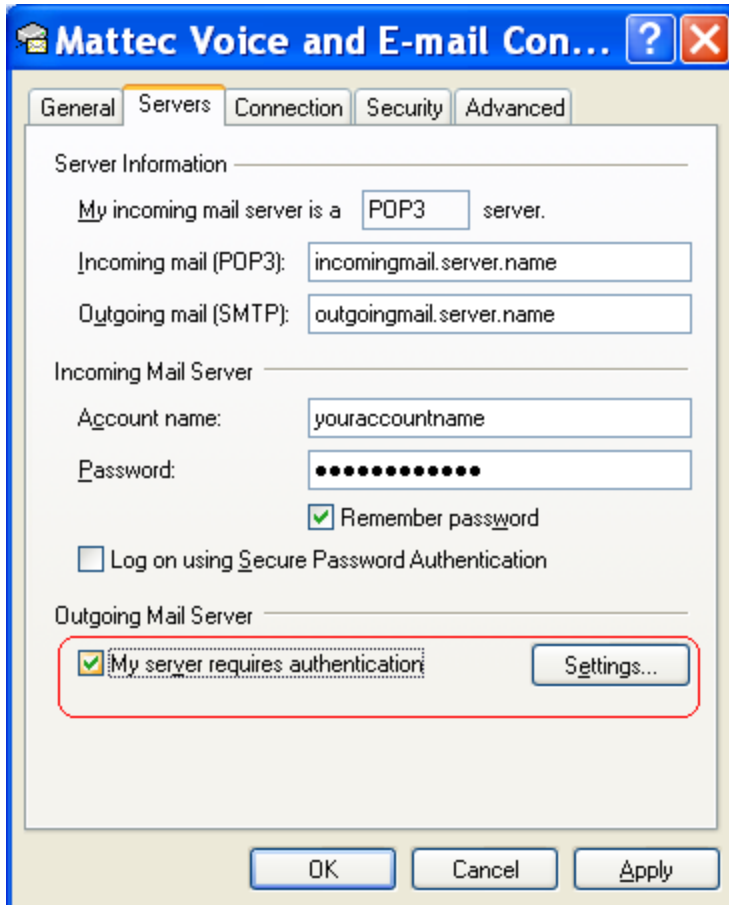 Mattec Voice and E-mail Con... ?
General Servers Connection Security Advanced
Server Information
My incoming mail server is a POP3 server.
Incoming mail (POP3): incomingmail.server.name
Outgoing mail (SMTP): outgoingmail.server.name
Incoming Mail Server
Account name: youraccountname
Password: ●●●●●●●●●●●●
Remember password
Log on using Secure Password Authentication
Outgoing Mail Server
My server requires authentication Settings...
OK Cancel Apply